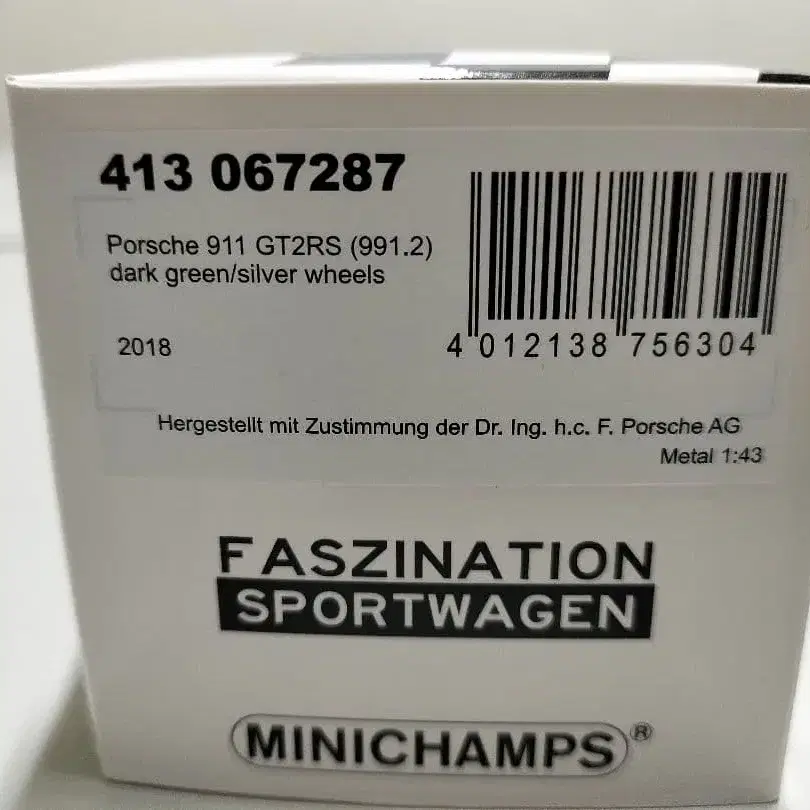 413 067287
Porsche 911 GT2RS (991.2)
dark green/silver wheels
2018
4 012138 756304
Hergestellt mit Zustimmung der Dr. Ing. h.c. F. Porsche AG
Metal 1:43
FASZINATION
SPORTWAGEN
MINICHAMPS®